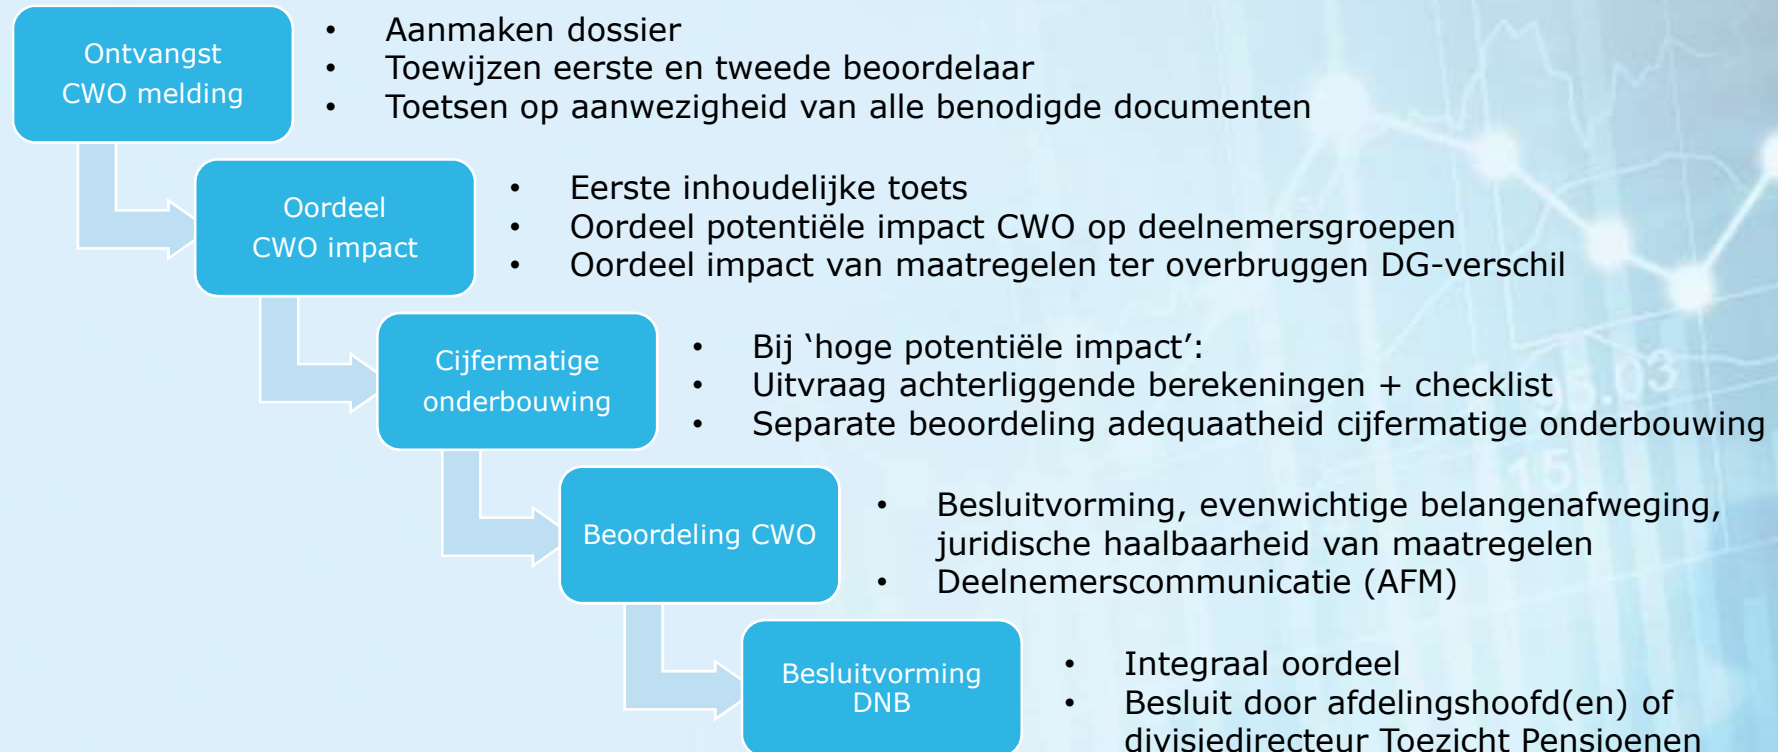 Ontvangst
CWO melding
• Aanmaken dossier
• Toewijzen eerste en tweede beoordelaar
• Toetsen op aanwezigheid van alle benodigde documenten
Oordeel
CWO impact
• Eerste inhoudelijke toets
• Oordeel potentiële impact CWO op deelnemersgroepen
• Oordeel impact van maatregelen ter overbruggen DG-verschil
Cijfermatige
onderbouwing
• Bij ‘hoge potentiële impact’:
• Uitvraag achterliggende berekeningen + checklist
• Separate beoordeling adequaatheid cijfermatige onderbouwing
Beoordeling CWO
• Besluitvorming, evenwichtige belangenafweging,
juridische haalbaarheid van maatregelen
• Deelnemerscommunicatie (AFM)
Besluitvorming
DNB
• Integraal oordeel
• Besluit door afdelingshoofd(en) of
divisiedirecteur Toezicht Pensioenen